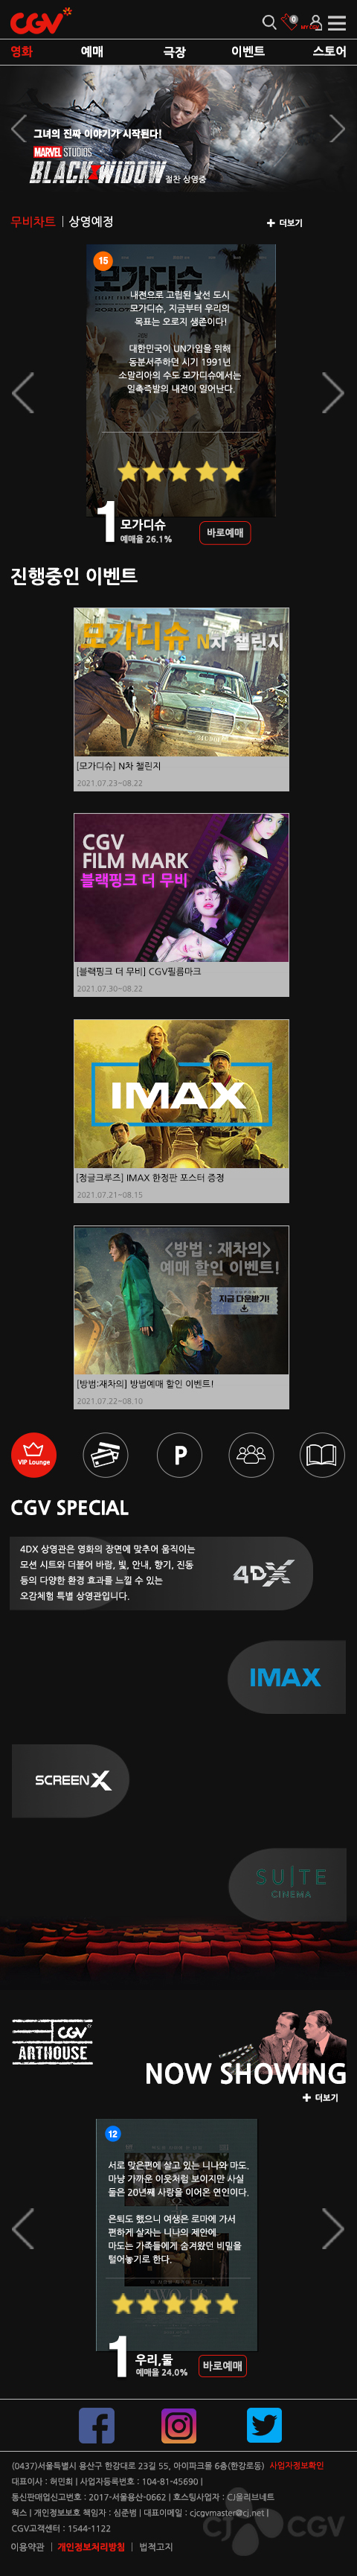 CGV
0
MY CGV
영화 예매 극장 이벤트 스토어
그녀의 진짜 이야기가 시작된다!
MARVEL STUDIOS
BLACK WIDOW 절찬 상영중
무비차트 | 상영예정
+ 더보기
15
모가디슈
내전으로 고립된 낯선 도시
모가디슈, 지금부터 우리의
목표는 오로지 생존이다!
대한민국이 UN가입을 위해
동분서주하던 시기 1991년
소말리아의 수도 모가디슈에서는
일촉즉발의 내전이 일어난다.
1 모가디슈
예매율 26.1%
바로예매
진행중인 이벤트
모가디슈 N차 챌린지
[모가디슈] N차 챌린지
2021.07.23~08.22
CGV
FILM MARK
블랙핑크 더 무비
[블랙핑크 더 무비] CGV필름마크
2021.07.30~08.22
IMAX
[정글크루즈] IMAX 한정판 포스터 증정
2021.07.21~08.15
<방법 : 재차의>
예매 할인 이벤트!
지금 다운받기!
[방법:재차의] 방법예매 할인 이벤트!
2021.07.22~08.10
VIP Lounge
P
CGV SPECIAL
4DX 상영관은 영화의 장면에 맞추어 움직이는
모션 시트와 더불어 바람, 빛, 안내, 향기, 진동
등의 다양한 환경 효과를 느낄 수 있는
오감체험 특별 상영관입니다.
4DX
IMAX
SCREENX
SUITE
CINEMA
CGV
ARTHOUSE
NOW SHOWING
+ 더보기
12
서로 맞은편에 살고 있는 니나와 마도.
마냥 가까운 이웃처럼 보이지만 사실
둘은 20년째 사랑을 이어온 연인이다.
은퇴도 했으니 여생은 로마에 가서
편하게 살자는 니나의 제안에
마도는 가족들에게 숨겨왔던 비밀을
털어놓기로 한다.
1 우리,둘
예매율 24.0%
바로예매
(0437)서울특별시 용산구 한강대로 23길 55, 아이파크몰 6층(한강로동) 사업자정보확인
대표이사 : 허민회 | 사업자등록번호 : 104-81-45690 |
통신판매업신고번호 : 2017-서울용산-0662 | 호스팅사업자 : CJ올리브네트
웍스 | 개인정보보호 책임자 : 심준범 | 대표이메일 : cjcgvmaster@cj.net |
CGV고객센터 : 1544-1122
CJ CGV
이용약관 | 개인정보처리방침 | 법적고지